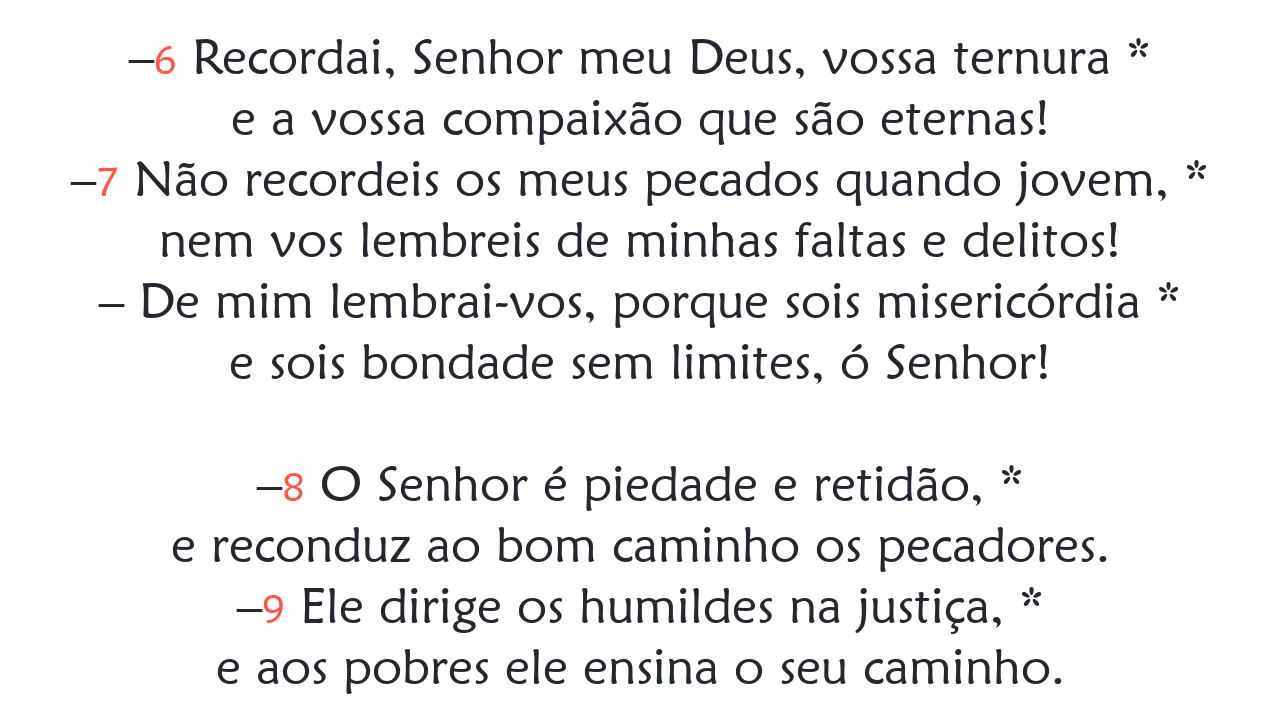 –6 Recordai, Senhor meu Deus, vossa ternura *
e a vossa compaixão que são eternas!
–7 Não recordeis os meus pecados quando jovem, *
nem vos lembreis de minhas faltas e delitos!
– De mim lembrai-vos, porque sois misericórdia *
e sois bondade sem limites, ó Senhor!
–8 O Senhor é piedade e retidão, *
e reconduz ao bom caminho os pecadores.
–9 Ele dirige os humildes na justiça, *
e aos pobres ele ensina o seu caminho.